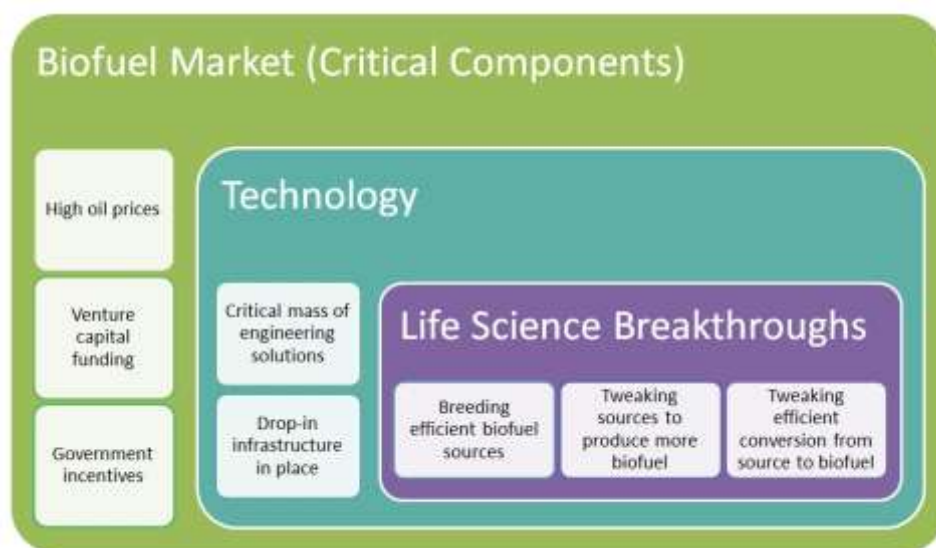 Biofuel Market (Critical Components)
High oil prices
Venture
capital
funding
Government
incentives
Technology
Critical mass of
engineering
solutions
Drop-in
infrastructure
in place
Life Science Breakthroughs
Breeding
efficient biofuel
sources
Tweaking
sources to
produce more
biofuel
Tweaking
efficient
conversion from
source to biofuel